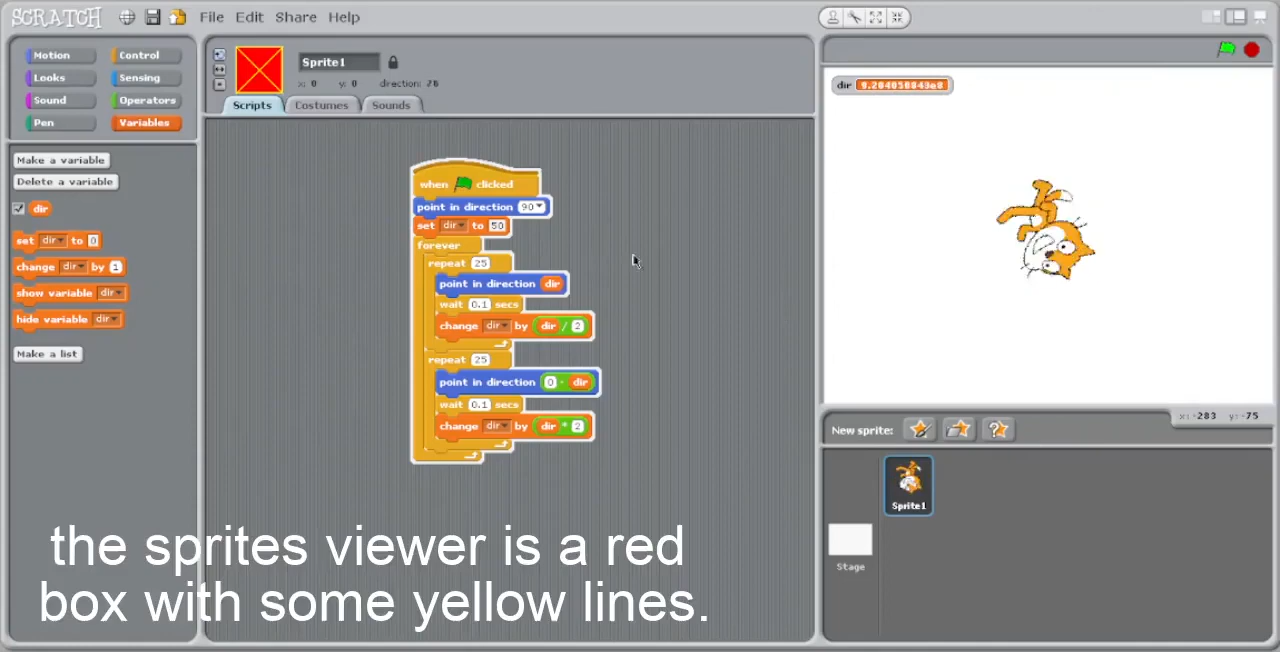 SCRATCH File Edit Share Help
Motion Control
Looks Sensing
Sound Operators
Pen Variables
Make a variable
Delete a variable
dir
set dir to 0
change dir by 1
show variable dir
hide variable dir
Make a list
Sprite1
x: 0 y: 0 direction: 76
Scripts Costumes Sounds
when clicked
point in direction 90
set dir to 50
forever
repeat 25
point in direction dir
wait 0.1 secs
change dir by dir / 2
repeat 25
point in direction 0 - dir
wait 0.1 secs
change dir by dir * 2
dir
x: -283 y: -75
New sprite:
Sprite1
Stage
the sprites viewer is a red
box with some yellow lines.